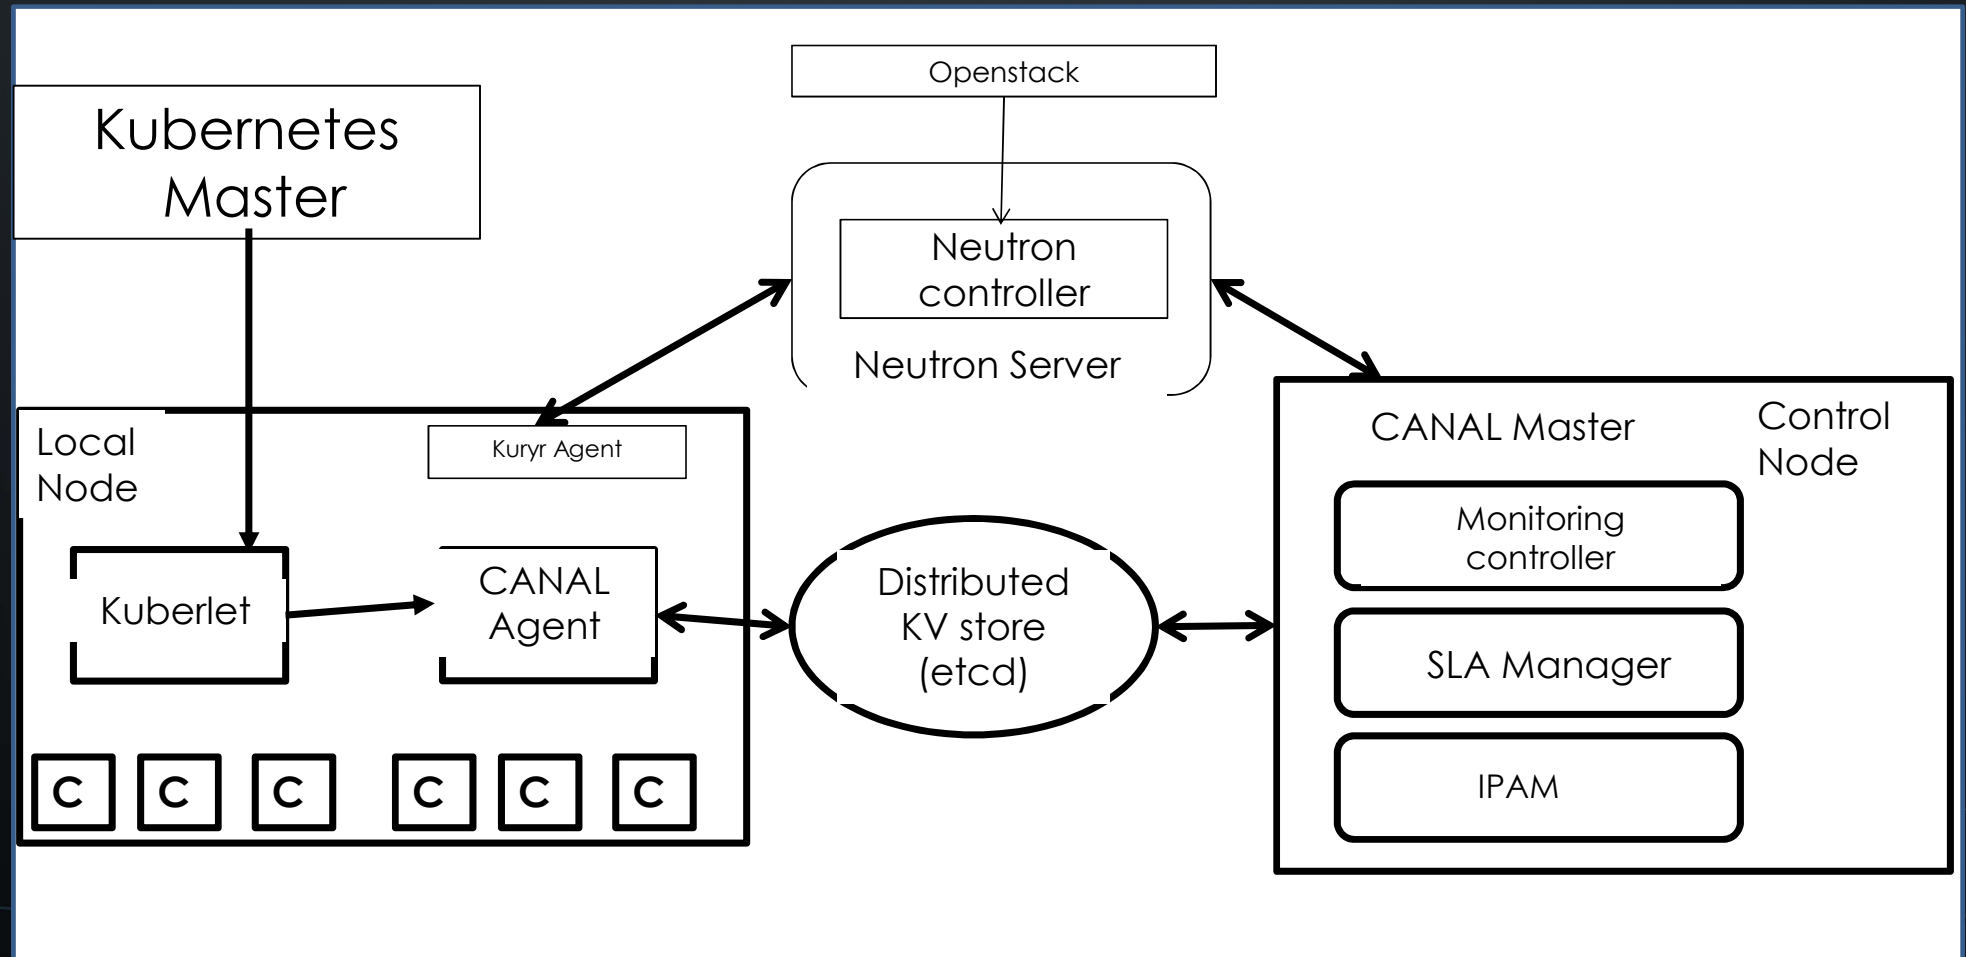 Openstack
Kubernetes
Master
Neutron
controller
Neutron Server
Local
Node
Kuryr Agent
CANAL Master
Control
Node
Monitoring
controller
Kuberlet
CANAL
Agent
Distributed
KV store
(etcd)
SLA Manager
IPAM
C
C
C
C
C
C